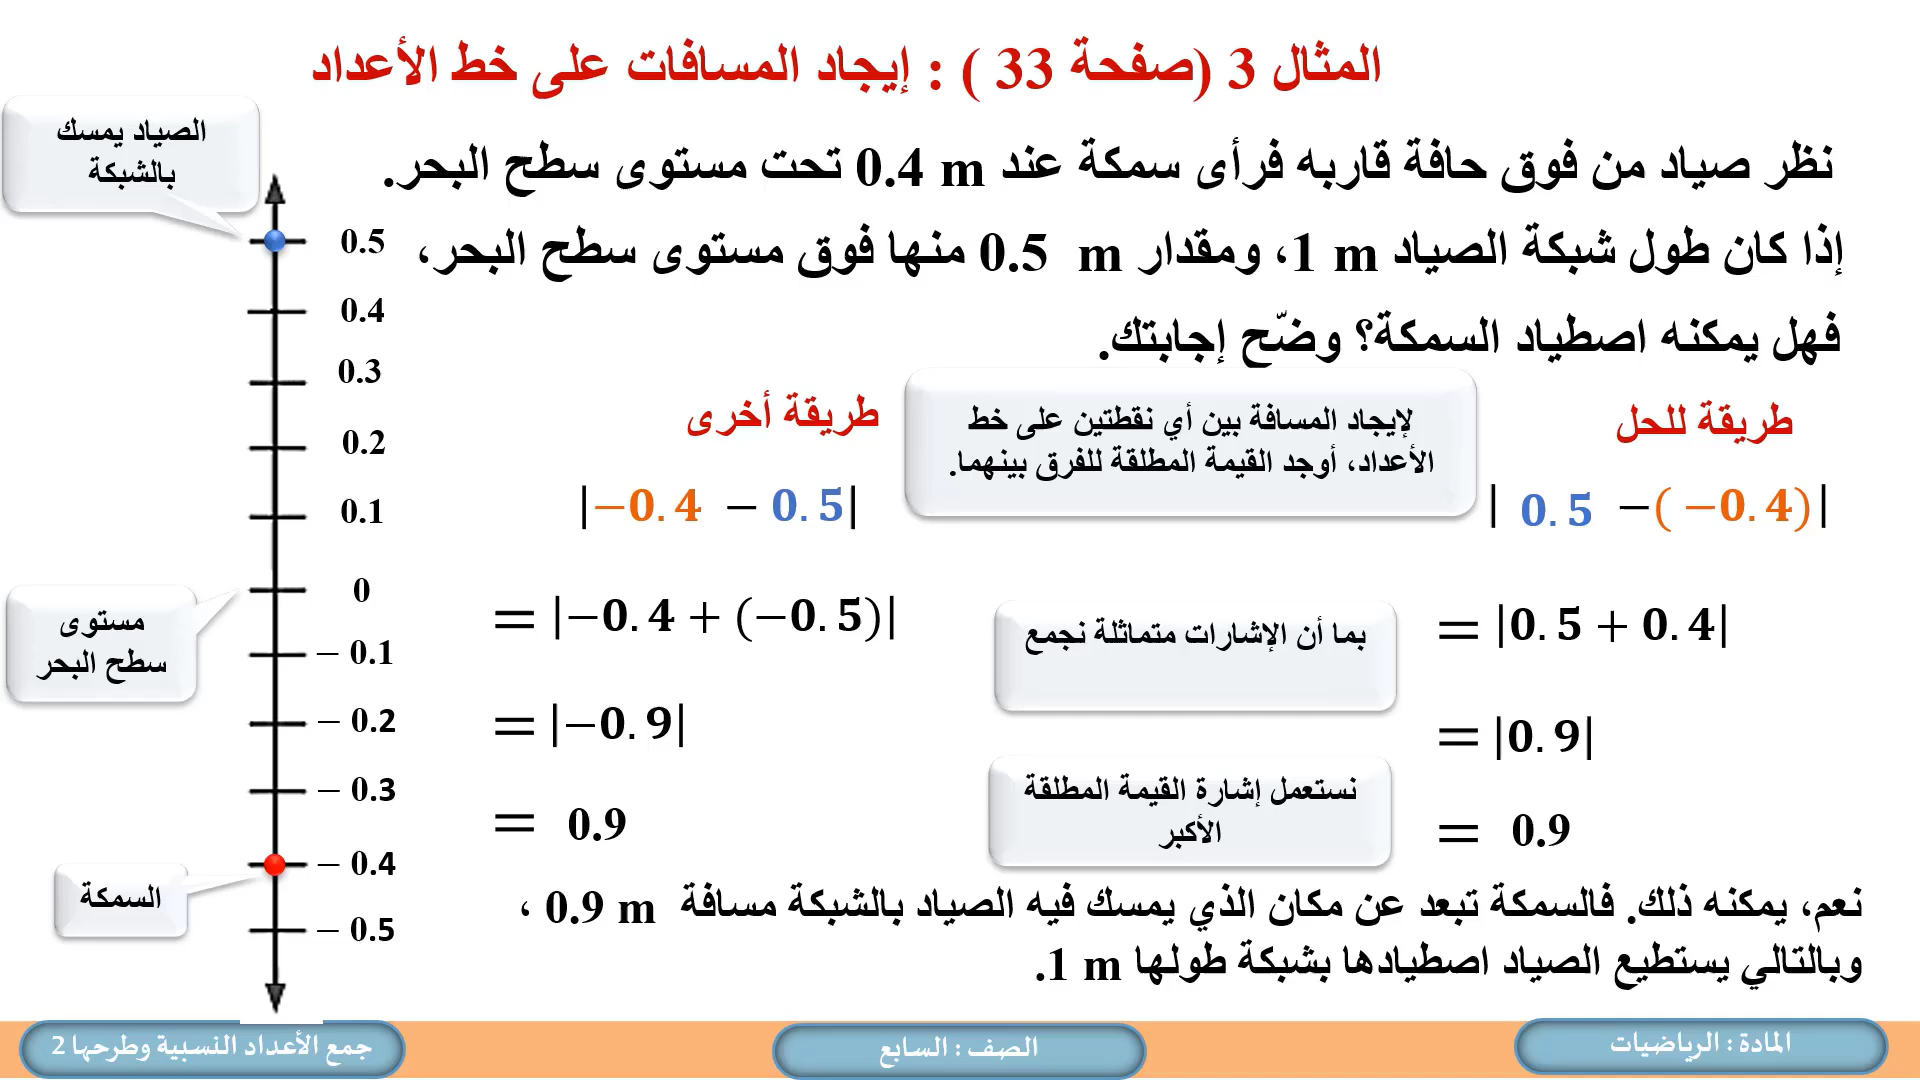 المثال 3 (صفحة 33 ) : إيجاد المسافات على خط الأعداد
نظر صياد من فوق حافة قاربه فرأى سمكة عند 0.4 m تحت مستوى سطح البحر.
إذا كان طول شبكة الصياد 1 m، ومقدار 0.5 m منها فوق مستوى سطح البحر،
فهل يمكنه اصطياد السمكة؟ وضّح إجابتك.
طريقة للحل
| 0.5 −( −0.4)|
= |0.5 + 0.4|
= |0.9|
= 0.9
لإيجاد المسافة بين أي نقطتين على خط
الأعداد، أوجد القيمة المطلقة للفرق بينهما.
بما أن الإشارات متماثلة نجمع
نستعمل إشارة القيمة المطلقة
الأكبر
طريقة أخرى
|−0.4 − 0.5|
= |−0.4 + (−0.5)|
= |−0.9|
= 0.9
الصياد يمسك
بالشبكة
0.5
0.4
0.3
0.2
0.1
0
مستوى
سطح البحر
− 0.1
− 0.2
− 0.3
− 0.4
السمكة
− 0.5
نعم، يمكنه ذلك. فالسمكة تبعد عن مكان الذي يمسك فيه الصياد بالشبكة مسافة 0.9 m ،
وبالتالي يستطيع الصياد اصطيادها بشبكة طولها 1 m.
المادة : الرياضيات
الصف : السابع
جمع الأعداد النسبية وطرحها 2